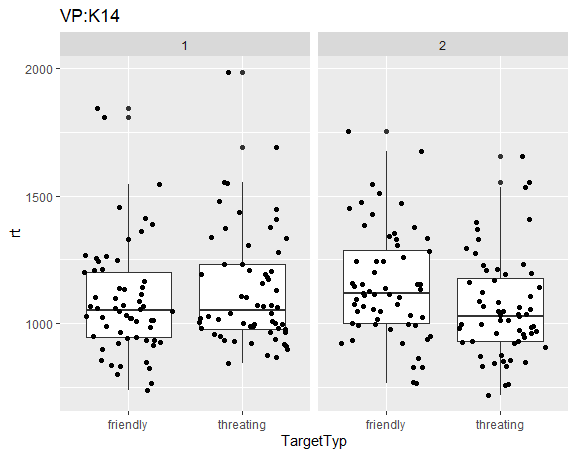 VP:K14
1
2
2000
1500
1000
rt
friendly
threating
friendly
threating
TargetTyp